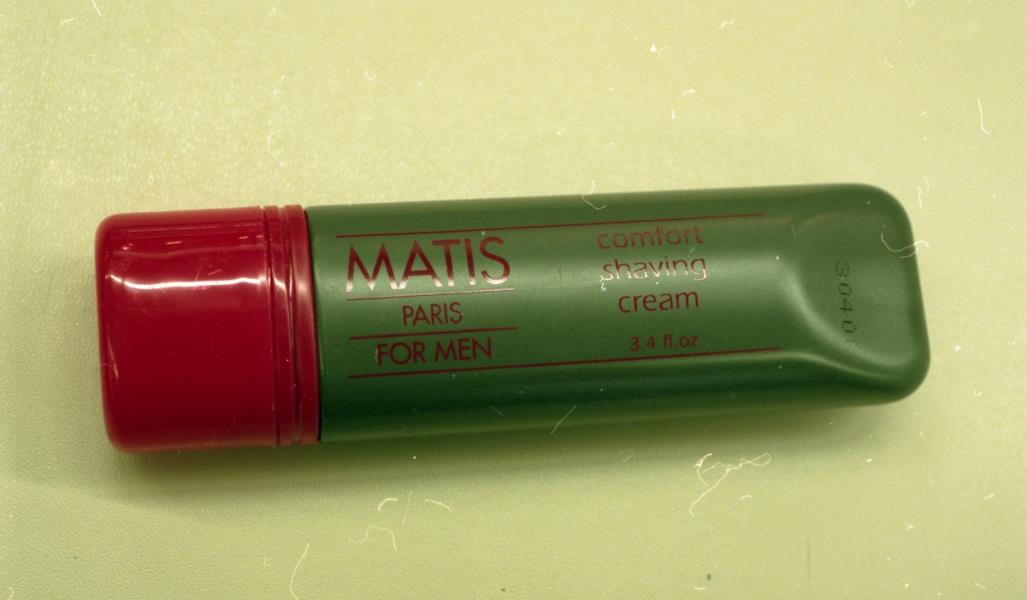 MATIS
PARIS
FOR MEN
comfort
shaving
cream
3.4 fl.oz